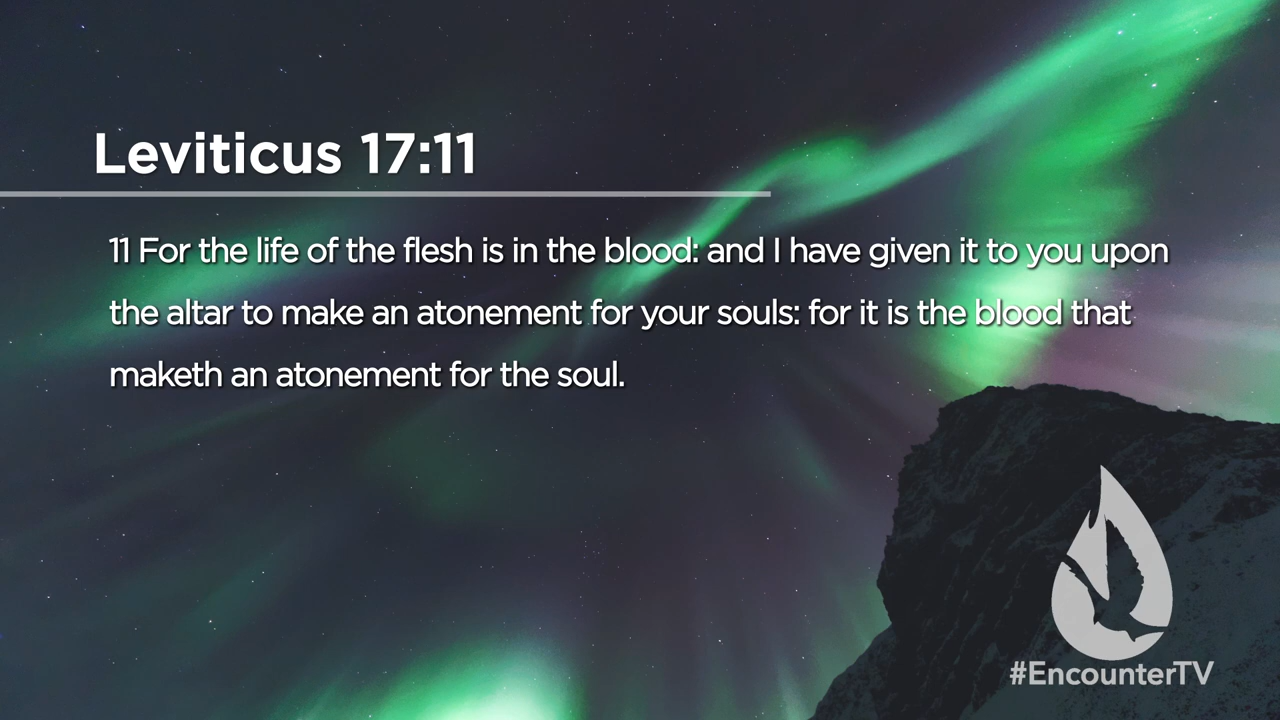 Leviticus 17:11
11 For the life of the flesh is in the blood: and I have given it to you upon
the altar to make an atonement for your souls: for it is the blood that
maketh an atonement for the soul.
#EncounterTV